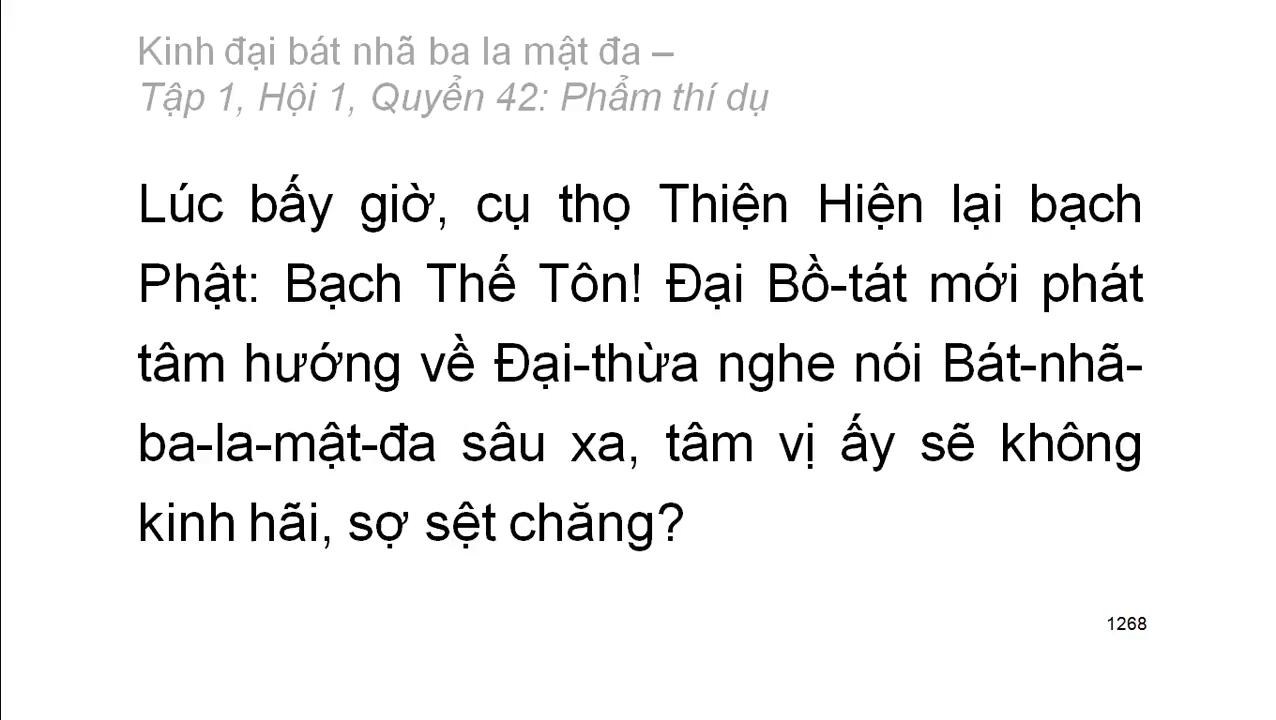 Kinh đại bát nhã ba la mật đa –
Tập 1, Hội 1, Quyển 42: Phẩm thí dụ
Lúc bấy giờ, cụ thọ Thiện Hiện lại bạch
Phật: Bạch Thế Tôn! Đại Bồ-tát mới phát
tâm hướng về Đại-thừa nghe nói Bát-nhã-
ba-la-mật-đa sâu xa, tâm vị ấy sẽ không
kinh hãi, sợ sệt chăng?
1268